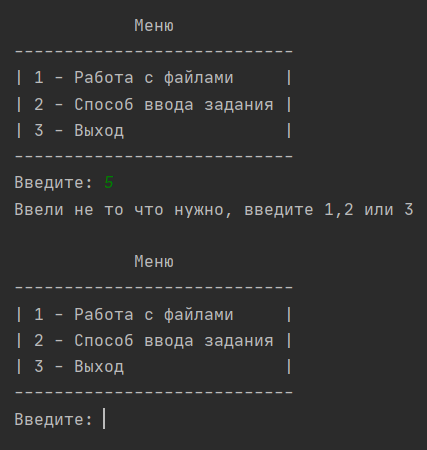 Меню
----------------------------
| 1 - Работа с файлами     |
| 2 - Способ ввода задания |
| 3 - Выход                |
----------------------------
Введите: 5
Ввели не то что нужно, введите 1,2 или 3
Меню
----------------------------
| 1 - Работа с файлами     |
| 2 - Способ ввода задания |
| 3 - Выход                |
----------------------------
Введите: